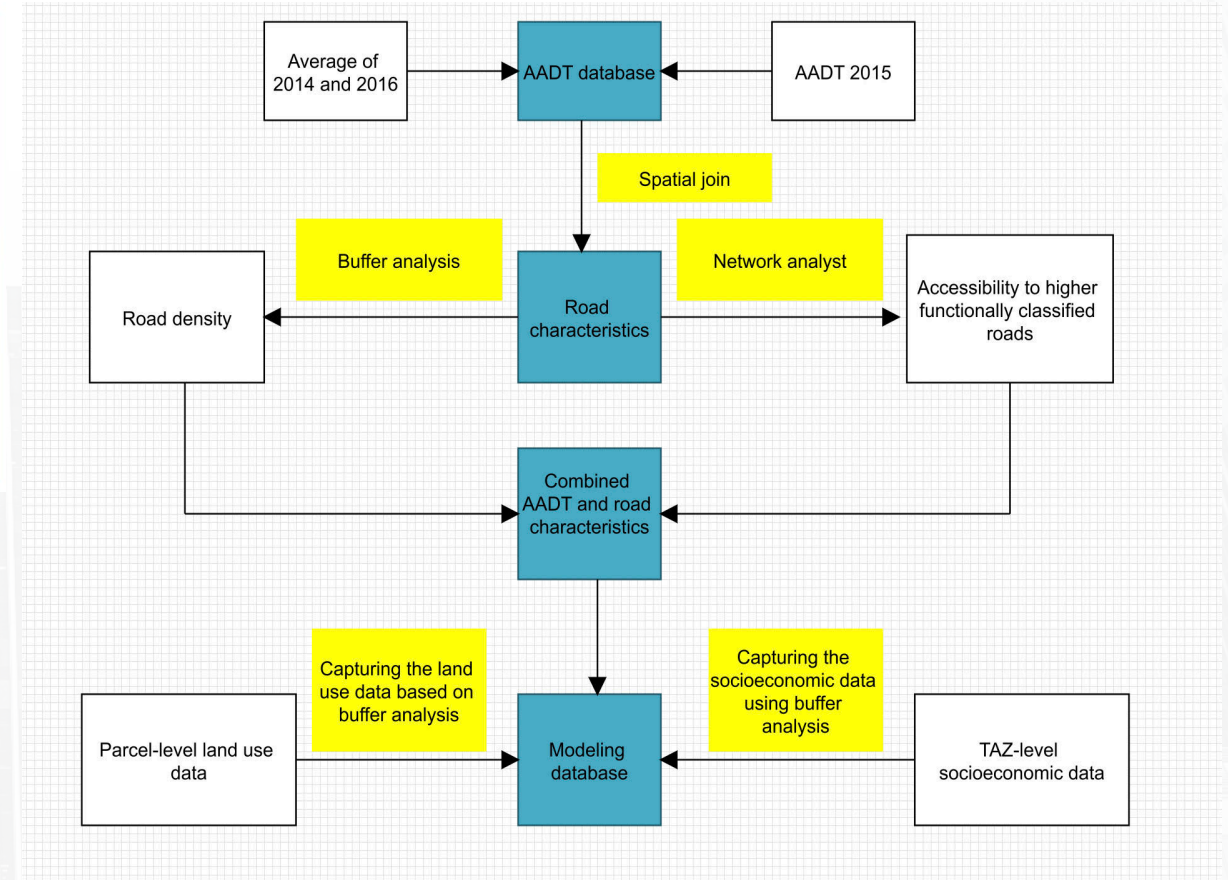 Average of
2014 and 2016
AADT database
AADT 2015
Spatial join
Buffer analysis
Network analyst
Road density
Road
characteristics
Accessibility to higher
functionally classified
roads
Combined
AADT and road
characteristics
Capturing the land
use data based on
buffer analysis
Capturing the
socioeconomic data
using buffer
analysis
Parcel-level land use
data
Modeling
database
TAZ-level
socioeconomic data